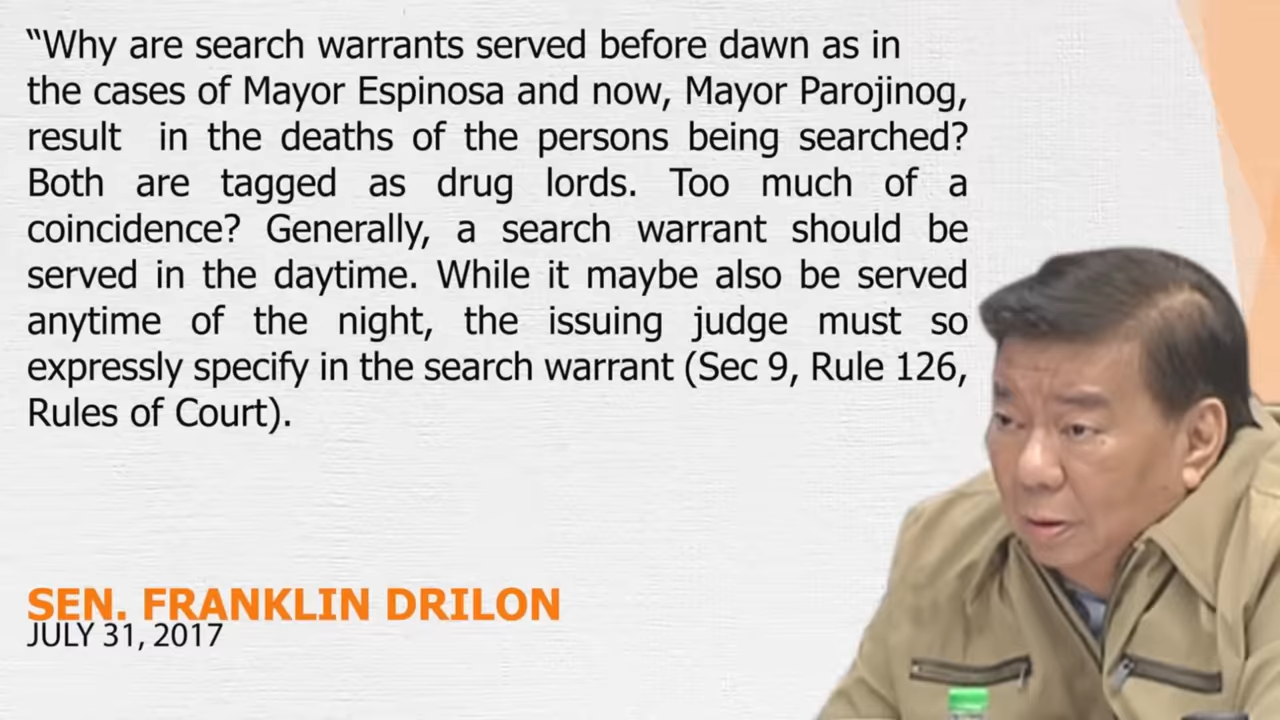 “Why are search warrants served before dawn as in
the cases of Mayor Espinosa and now, Mayor Parojinog,
result in the deaths of the persons being searched?
Both are tagged as drug lords. Too much of a
coincidence? Generally, a search warrant should be
served in the daytime. While it maybe also be served
anytime of the night, the issuing judge must so
expressly specify in the search warrant (Sec 9, Rule 126,
Rules of Court).
SEN. FRANKLIN DRILON
JULY 31, 2017